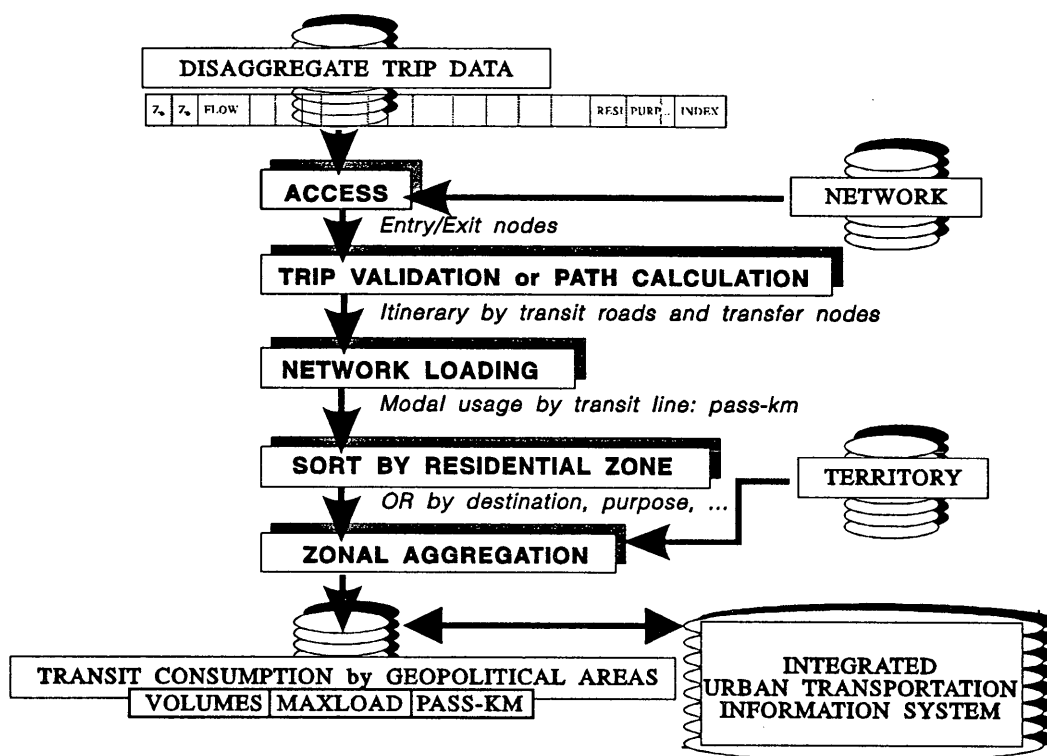 DISAGGREGATE TRIP DATA
FLOW RESI PURP... INDEX
ACCESS
NETWORK
Entry/Exit nodes
TRIP VALIDATION or PATH CALCULATION
Itinerary by transit roads and transfer nodes
NETWORK LOADING
Modal usage by transit line: pass-km
SORT BY RESIDENTIAL ZONE
TERRITORY
OR by destination, purpose, ...
ZONAL AGGREGATION
TRANSIT CONSUMPTION by GEOPOLITICAL AREAS
VOLUMES MAXLOAD PASS-KM
INTEGRATED
URBAN TRANSPORTATION
INFORMATION SYSTEM